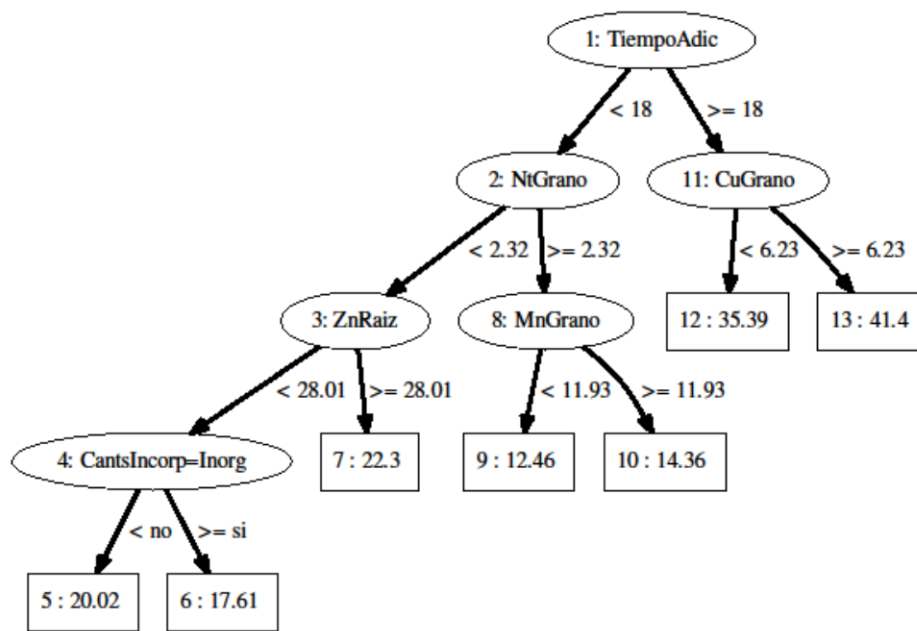 1: TiempoAdic
< 18
>= 18
2: NtGrano
11: CuGrano
< 2.32
>= 2.32
< 6.23
>= 6.23
3: ZnRaiz
8: MnGrano
12 : 35.39
13 : 41.4
< 28.01
>= 28.01
< 11.93
>= 11.93
4: CantsIncorp=Inorg
7 : 22.3
9 : 12.46
10 : 14.36
< no
>= si
5 : 20.02
6 : 17.61